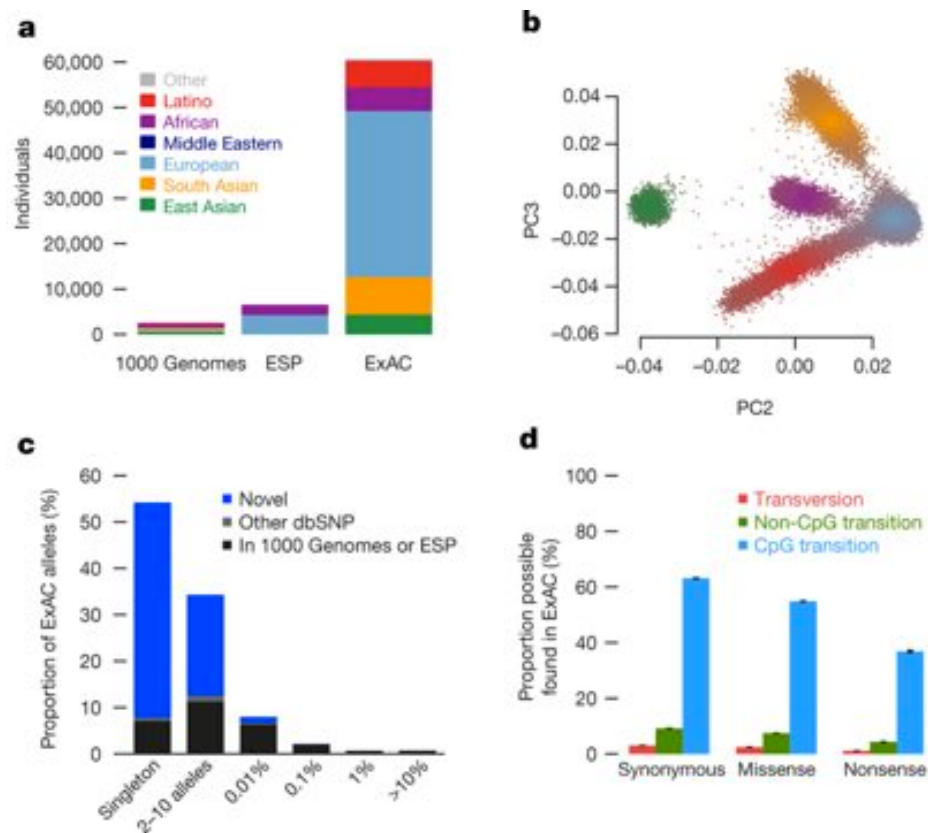 a
Individuals
60,000
50,000
40,000
30,000
20,000
10,000
0
Other
Latino
African
Middle Eastern
European
South Asian
East Asian
1000 Genomes
ESP
ExAC
b
PC3
0.04
0.02
0.00
−0.02
−0.04
−0.06
−0.04
−0.02
0.00
0.02
PC2
c
Proportion of ExAC alleles (%)
60
50
40
30
20
10
0
Novel
Other dbSNP
In 1000 Genomes or ESP
Singleton
2–10 alleles
0.01%
0.1%
1%
>10%
d
Proportion possible
found in ExAC (%)
100
80
60
40
20
0
Transversion
Non-CpG transition
CpG transition
Synonymous
Missense
Nonsense